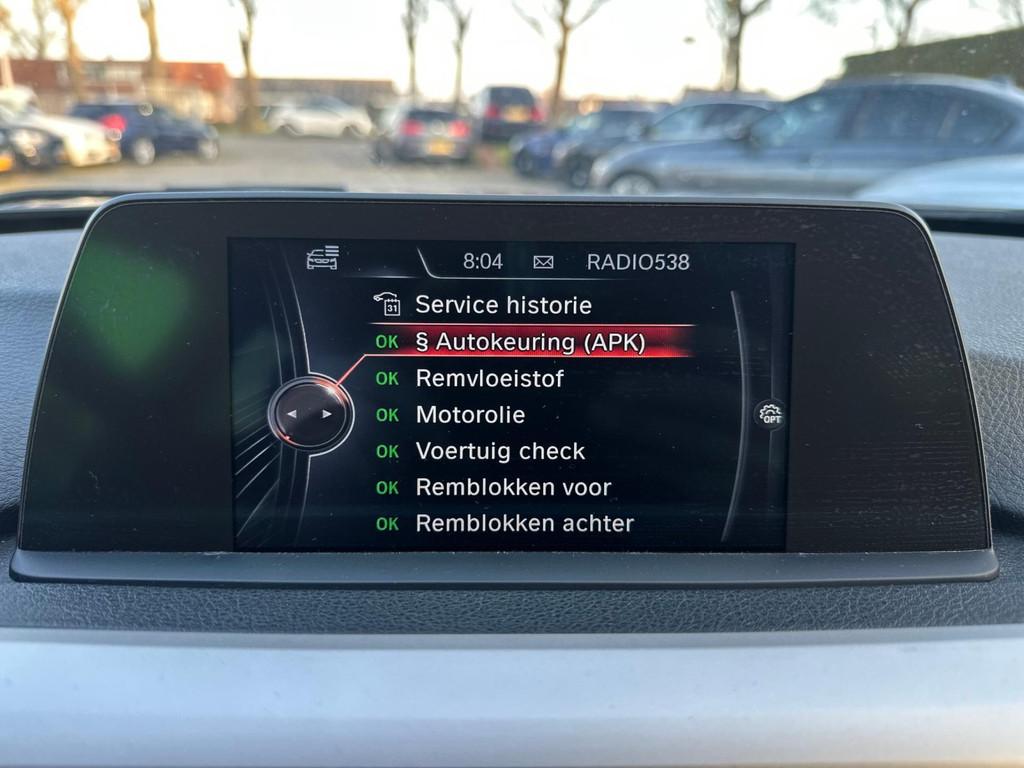 8:04 RADIO538
31 Service historie
OK § Autokeuring (APK)
OK Remvloeistof
OPT
OK Motorolie
OK Voertuig check
OK Remblokken voor
OK Remblokken achter